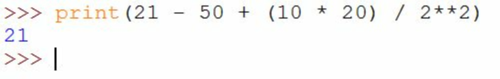 >>> print(21 - 50 + (10 * 20) / 2**2)
21
>>>